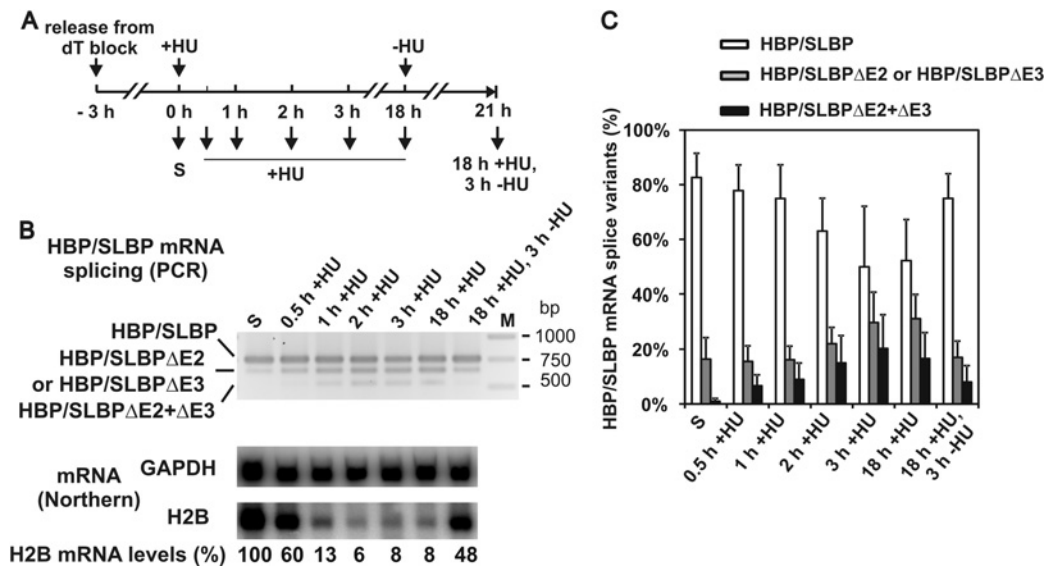 A
release from
dT block
+HU
-HU
- 3 h
0 h
1 h
2 h
3 h
18 h
21 h
S
+HU
18 h +HU,
3 h -HU
B
HBP/SLBP mRNA
splicing (PCR)
S
0.5 h +HU
1 h +HU
2 h +HU
3 h +HU
18 h +HU
18 h +HU, 3 h -HU
M
bp
HBP/SLBP
HBP/SLBPΔE2
or HBP/SLBPΔE3
HBP/SLBPΔE2+ΔE3
1000
750
500
mRNA
(Northern)
GAPDH
H2B
H2B mRNA levels (%) 100 60 13 6 8 8 48
C
HBP/SLBP
HBP/SLBPΔE2 or HBP/SLBPΔE3
HBP/SLBPΔE2+ΔE3
HBP/SLBP mRNA splice variants (%)
100%
80%
60%
40%
20%
0%
S
0.5 h +HU
1 h +HU
2 h +HU
3 h +HU
18 h +HU
18 h +HU,
3 h -HU